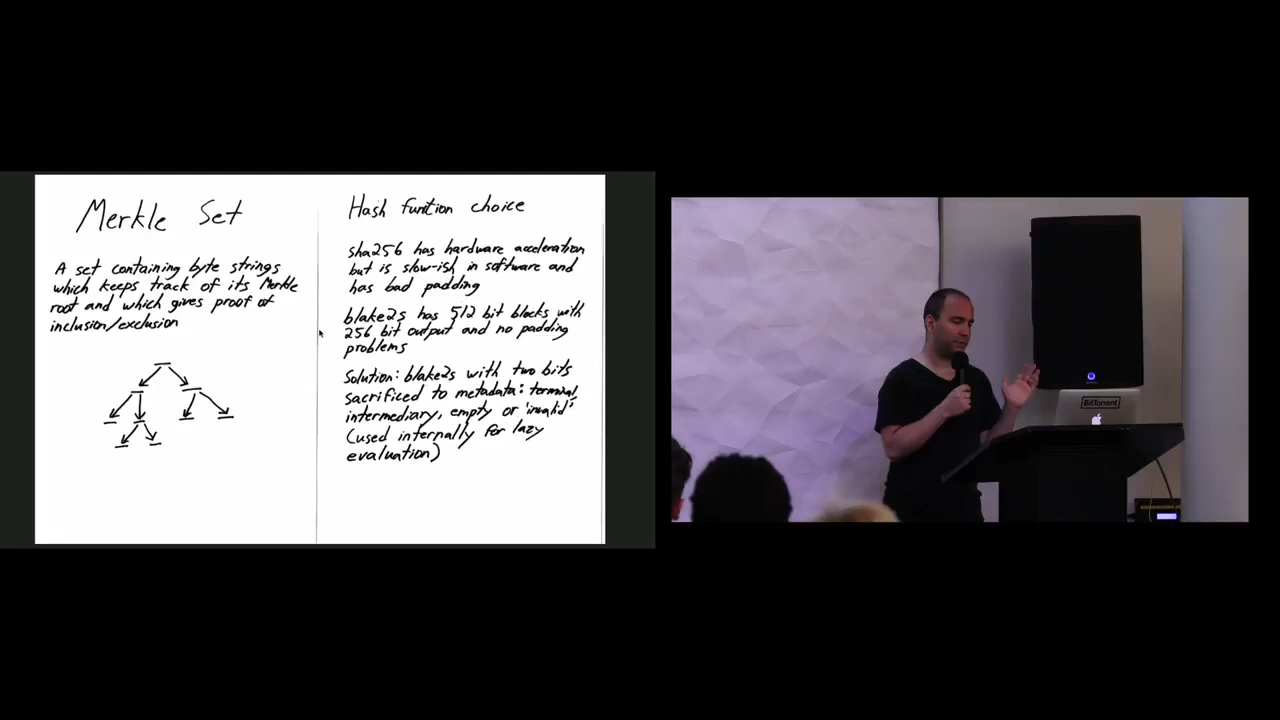 Merkle Set
A set containing byte strings
which keeps track of its Merkle
root and which gives proof of
inclusion/exclusion
Hash function choice
sha256 has hardware acceleration
but is slow-ish in software and
has bad padding
blake2s has 512 bit blocks with
256 bit output and no padding
problems
Solution: blake2s with two bits
sacrificed to metadata: terminal,
intermediary, empty or 'invalid'
(used internally for lazy
evaluation)
BitTorrent